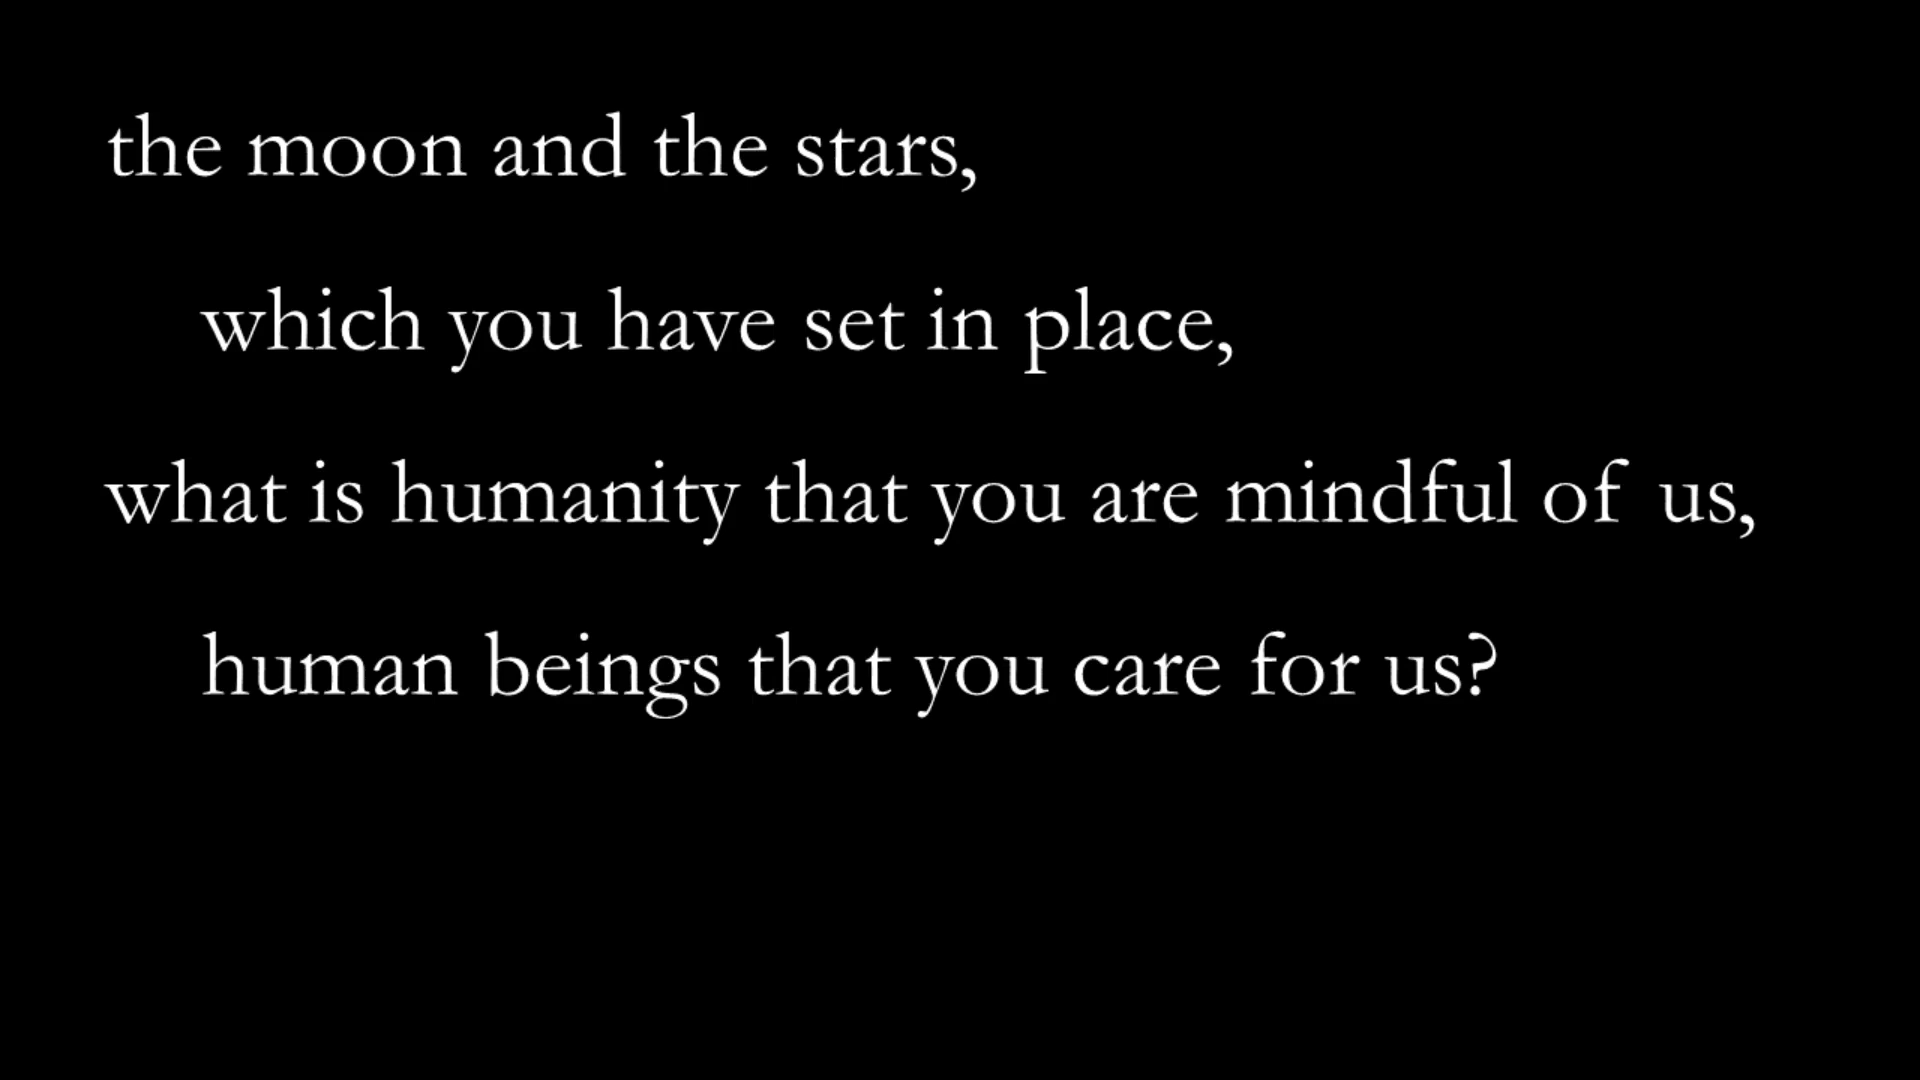 the moon and the stars,
which you have set in place,
what is humanity that you are mindful of us,
human beings that you care for us?